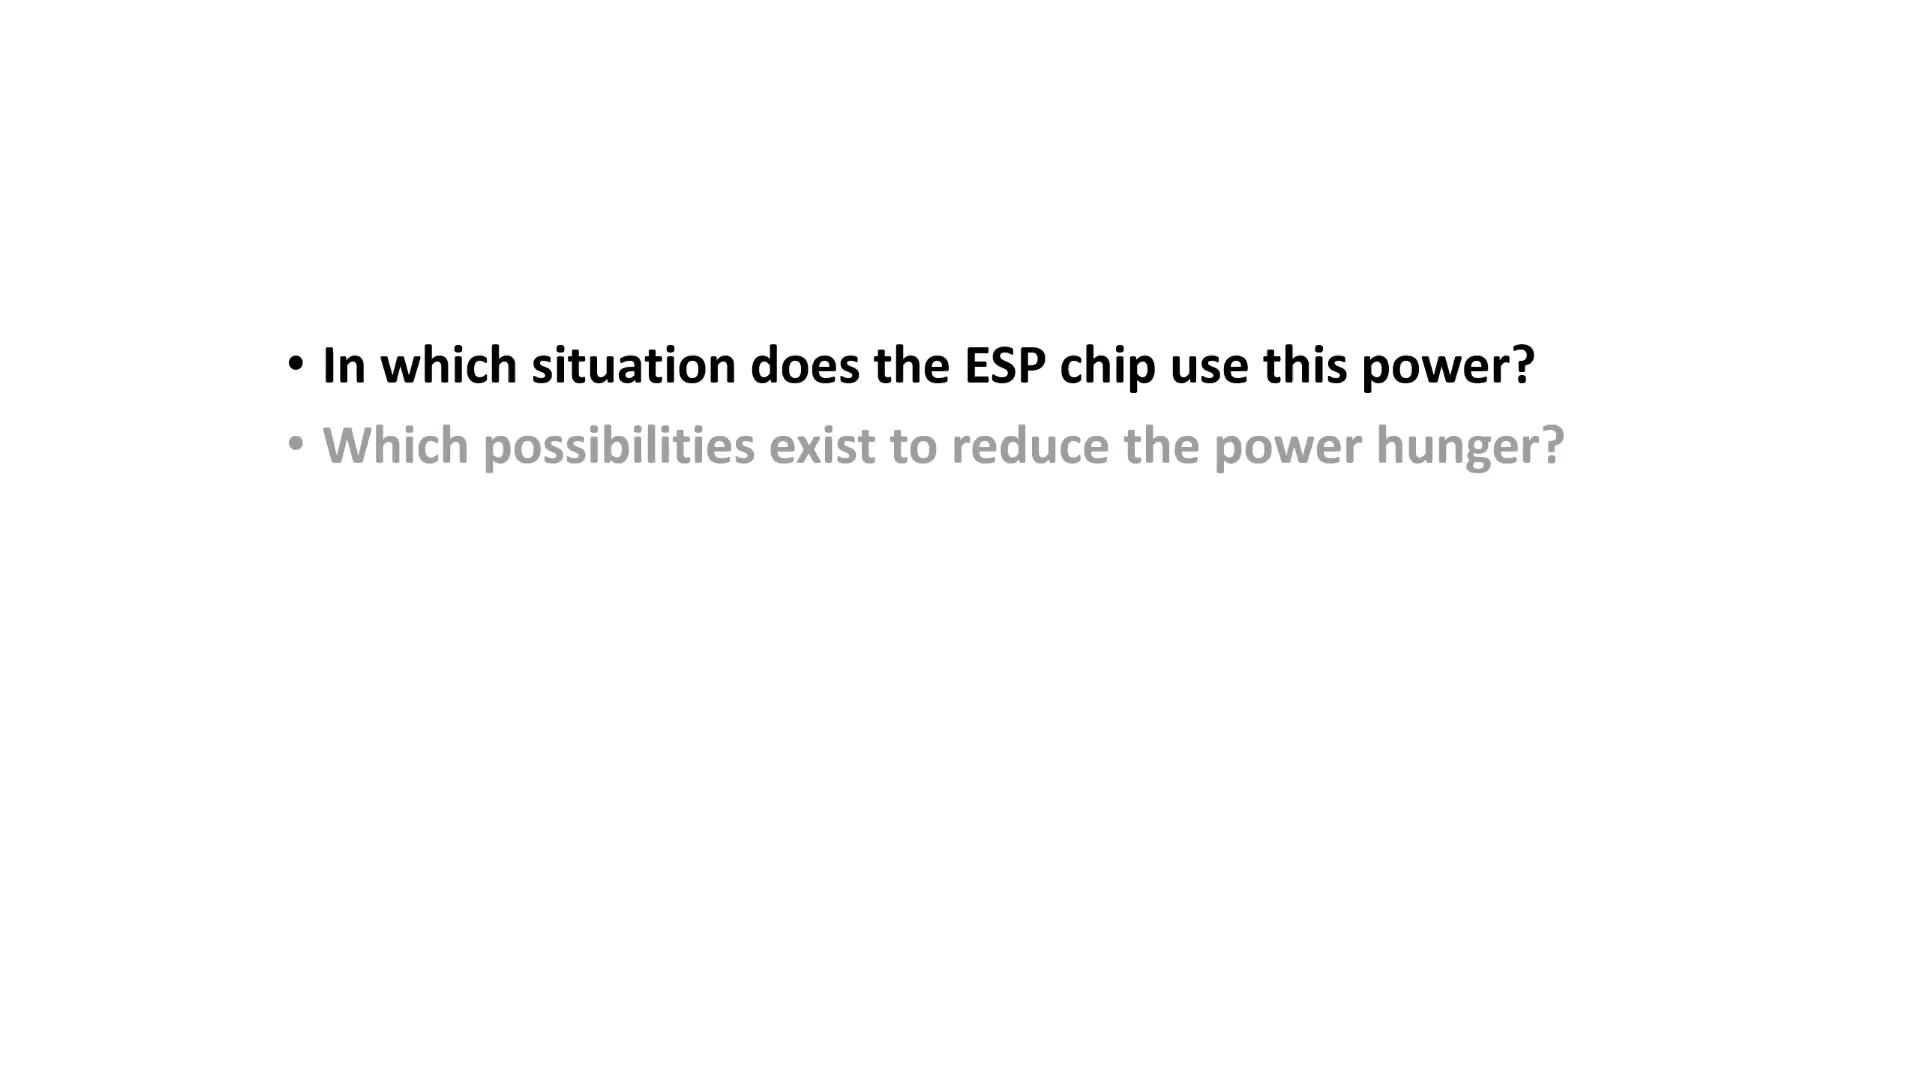 • In which situation does the ESP chip use this power?
• Which possibilities exist to reduce the power hunger?